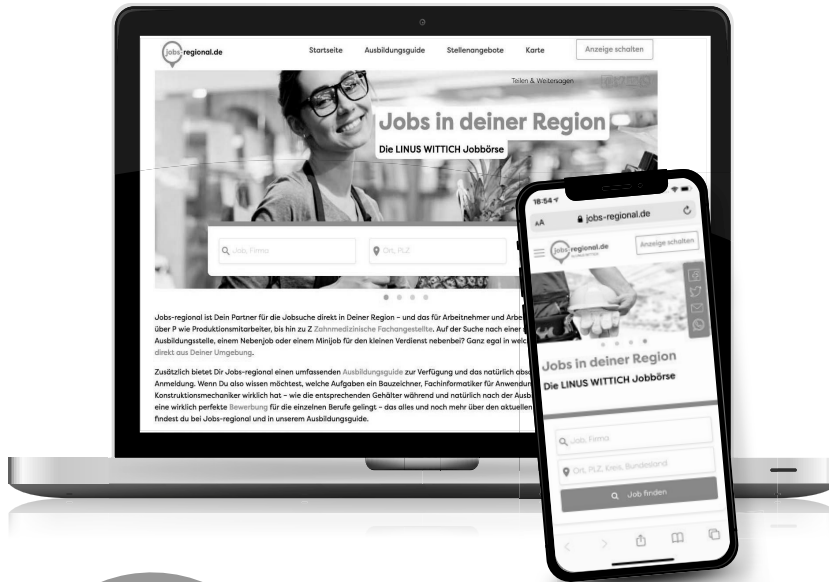 jobs-regional.de
Startseite Ausbildungsguide Stellenangebote Karte Anzeige schalten
Teilen & Weitersagen
Jobs in deiner Region
Die LINUS WITTICH Jobbörse
Job, Firma
Ort, PLZ
Jobs-regional ist Dein Partner für die Jobsuche direkt in Deiner Region – und das für Arbeitnehmer und
über P wie Produktionsmitarbeiter, bis hin zu Z Zahnmedizinische Fachangestellte. Auf der Suche nach einer
Ausbildungsstelle, einem Nebenjob oder einem Minijob für den kleinen Verdienst nebenbei? Ganz egal in
direkt aus Deiner Umgebung.
Zusätzlich bietet Dir Jobs-regional einen umfassenden Ausbildungsguide zur Verfügung und das natürlich
Anmeldung. Wenn Du also wissen möchtest, welche Aufgaben ein Bauzeichner, Fachinformatiker für
Konstruktionsmechaniker wirklich hat – wie die entsprechenden Gehälter während und natürlich nach der
eine wirklich perfekte Bewerbung für die einzelnen Berufe gelingt – das alles und noch mehr über den aktuellen
findest du bei Jobs-regional und in unserem Ausbildungsguide.
18:54
AA jobs-regional.de
jobs-regional.de Anzeige schalten
Jobs in deiner Region
Die LINUS WITTICH Jobbörse
Job, Firma
Ort, PLZ, Kreis, Bundesland
Job finden